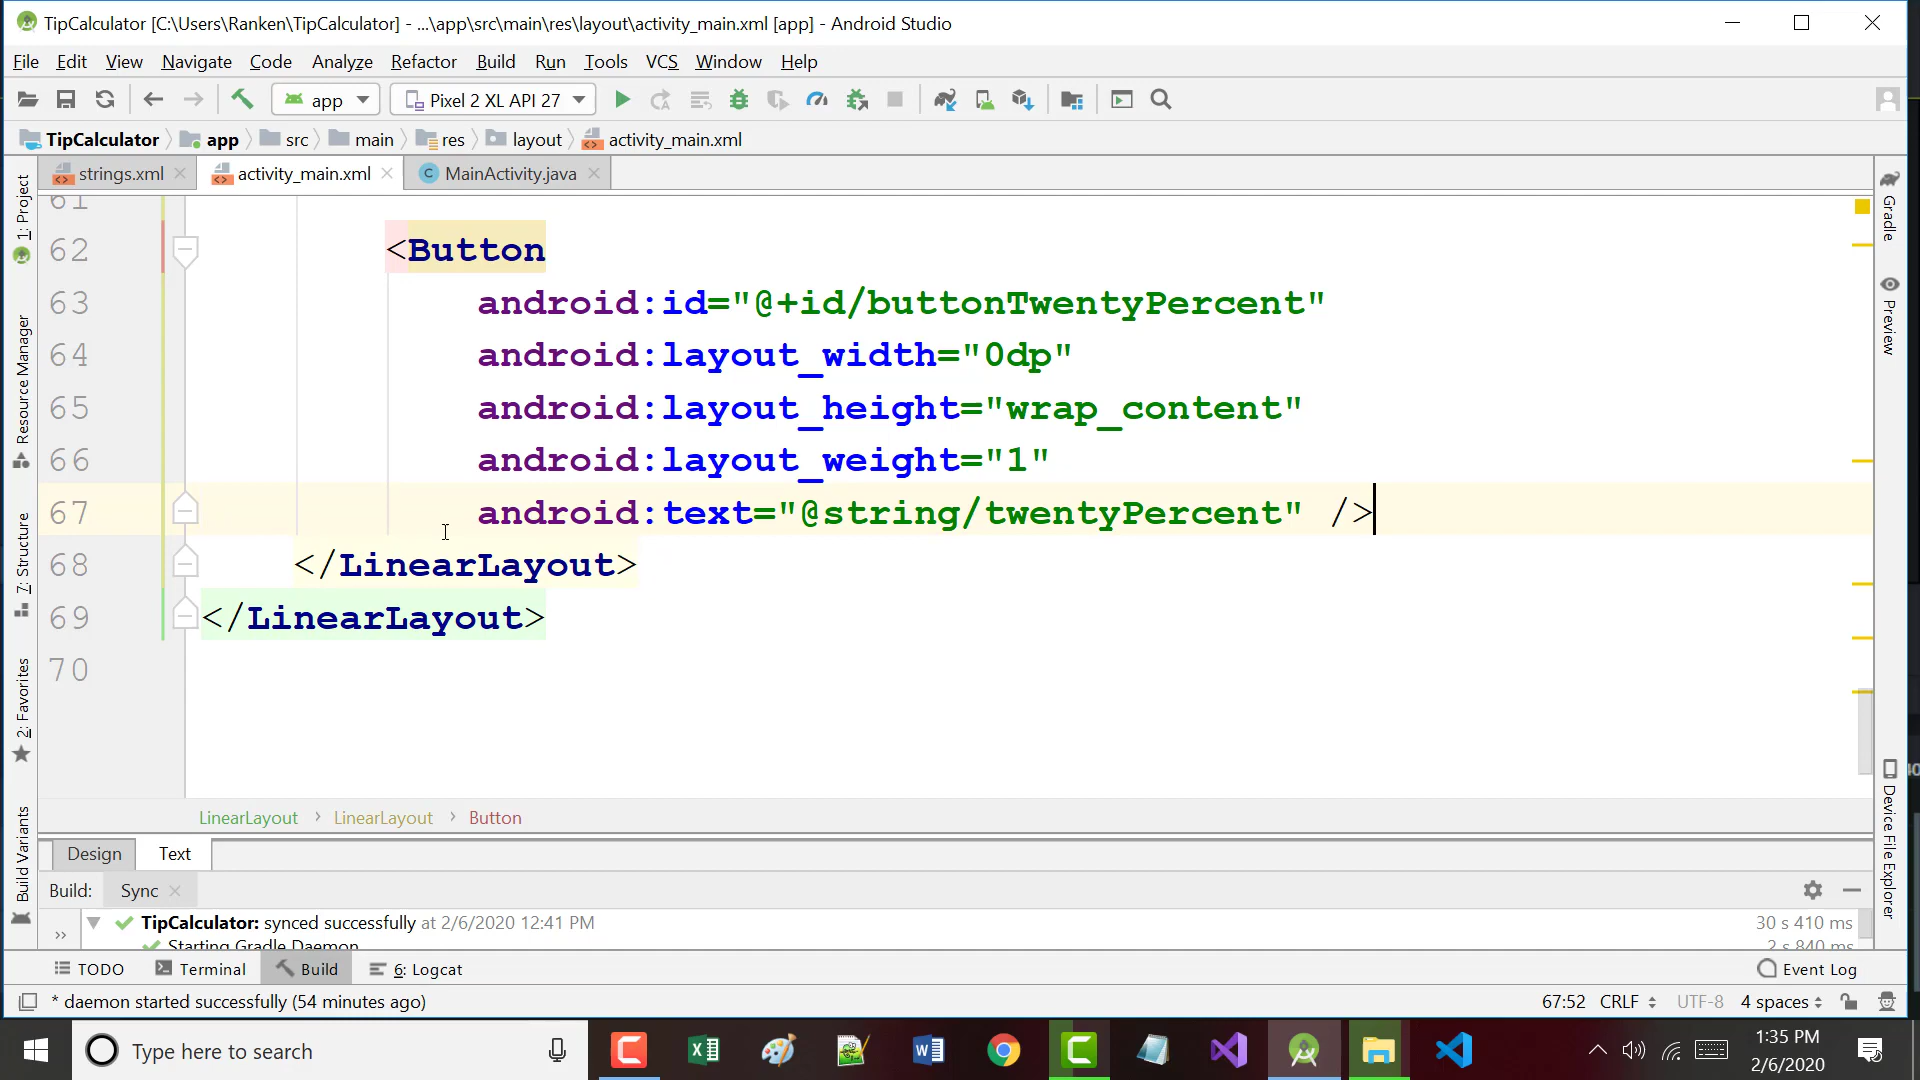 TipCalculator [C:\Users\Ranken\TipCalculator] - ...\app\src\main\res\layout\activity_main.xml [app] - Android Studio
File Edit View Navigate Code Analyze Refactor Build Run Tools VCS Window Help
app Pixel 2 XL API 27
TipCalculator app src main res layout activity_main.xml
strings.xml activity_main.xml MainActivity.java
61
62 <Button
63 android:id="@+id/buttonTwentyPercent"
64 android:layout_width="0dp"
65 android:layout_height="wrap_content"
66 android:layout_weight="1"
67 android:text="@string/twentyPercent" />
68 </LinearLayout>
69 </LinearLayout>
70
1: Project
Resource Manager
7: Structure
2: Favorites
Build Variants
Gradle
Preview
Device File Explorer
LinearLayout › LinearLayout › Button
Design Text
Build: Sync
TipCalculator: synced successfully at 2/6/2020 12:41 PM 30 s 410 ms
Starting Gradle Daemon 2 s 840 ms
TODO Terminal Build 6: Logcat Event Log
* daemon started successfully (54 minutes ago) 67:52 CRLF UTF-8 4 spaces
Type here to search
1:35 PM
2/6/2020